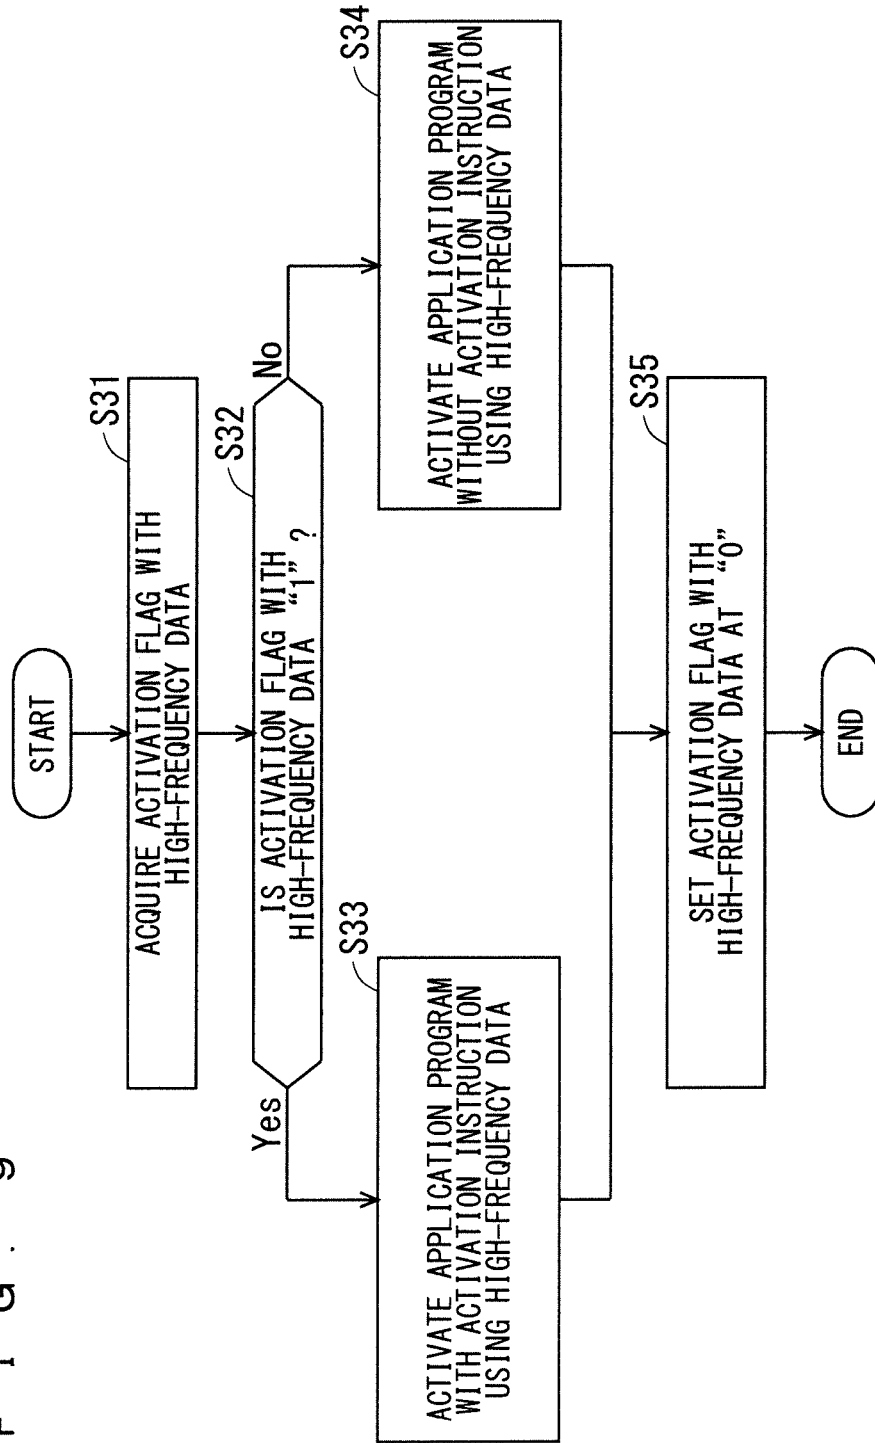 FIG. 9
START
S31
ACQUIRE ACTIVATION FLAG WITH
HIGH-FREQUENCY DATA
S32
IS ACTIVATION FLAG WITH
HIGH-FREQUENCY DATA "1" ?
Yes
No
S33
ACTIVATE APPLICATION PROGRAM
WITH ACTIVATION INSTRUCTION
USING HIGH-FREQUENCY DATA
S34
ACTIVATE APPLICATION PROGRAM
WITHOUT ACTIVATION INSTRUCTION
USING HIGH-FREQUENCY DATA
S35
SET ACTIVATION FLAG WITH
HIGH-FREQUENCY DATA AT "0"
END